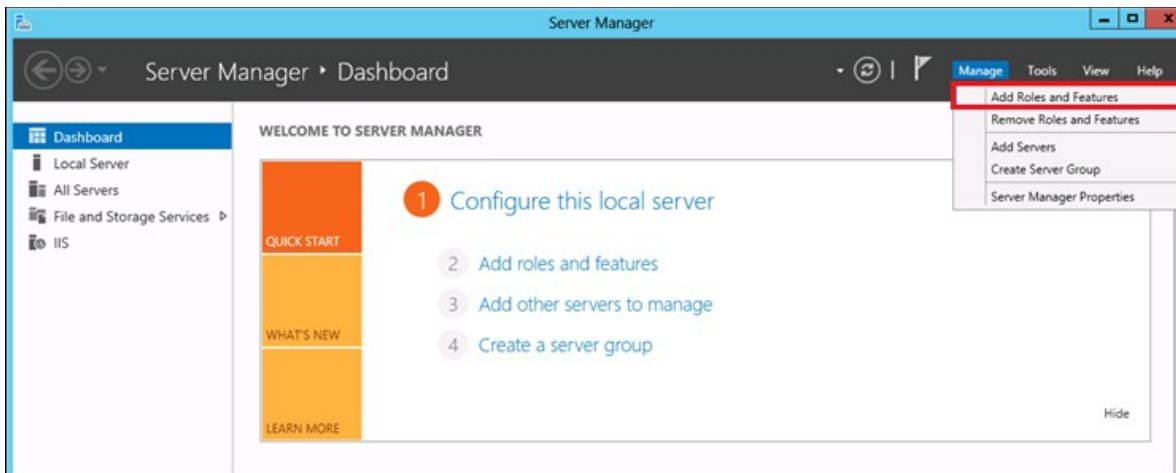 Server Manager
Server Manager • Dashboard
Manage Tools View Help
Add Roles and Features
Remove Roles and Features
Add Servers
Create Server Group
Server Manager Properties
Dashboard
Local Server
All Servers
File and Storage Services
IIS
WELCOME TO SERVER MANAGER
QUICK START
WHAT'S NEW
LEARN MORE
1 Configure this local server
2 Add roles and features
3 Add other servers to manage
4 Create a server group
Hide